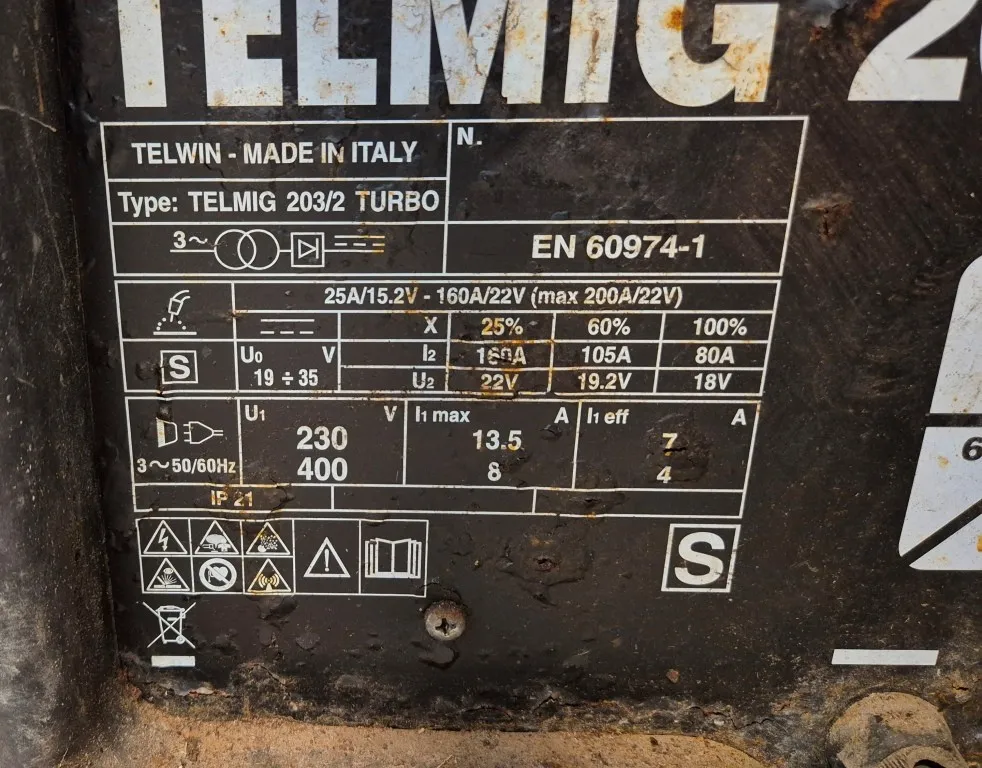 TELMIG 2
TELWIN - MADE IN ITALY
N.
Type: TELMIG 203/2 TURBO
3~
EN 60974-1
25A/15.2V - 160A/22V (max 200A/22V)
X 25% 60% 100%
S
U₀ V
19 ÷ 35
I₂ 160A 105A 80A
U₂ 22V 19.2V 18V
U₁ V
I₁ max A
I₁ eff A
230 13.5 7
3~50/60Hz
400 8 4
IP 21
S
6